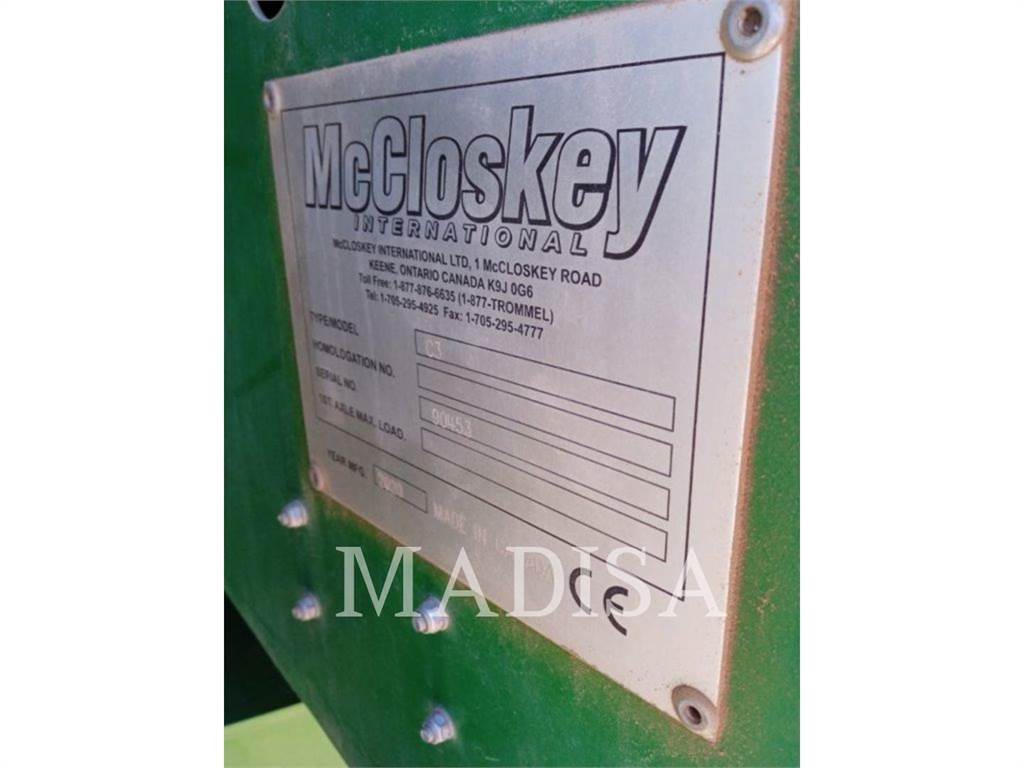 McCloskey
INTERNATIONAL
McCLOSKEY INTERNATIONAL LTD, 1 McCLOSKEY ROAD
KEENE, ONTARIO CANADA K9J 0G6
Toll Free: 1-877-876-6635 (1-877-TROMMEL)
Tel: 1-705-295-4925 Fax: 1-705-295-4777
TYPE/MODEL C3
HOMOLOGATION NO.
SERIAL NO. 90453
1ST. AXLE MAX. LOAD.
YEAR MFG.
MADE IN
CE
MADISA